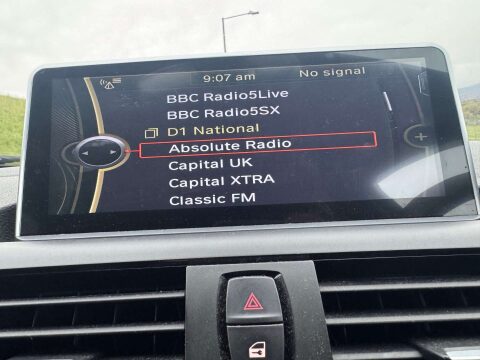 9:07 am No signal
BBC Radio5Live
BBC Radio5SX
D1 National
Absolute Radio
Capital UK
Capital XTRA
Classic FM